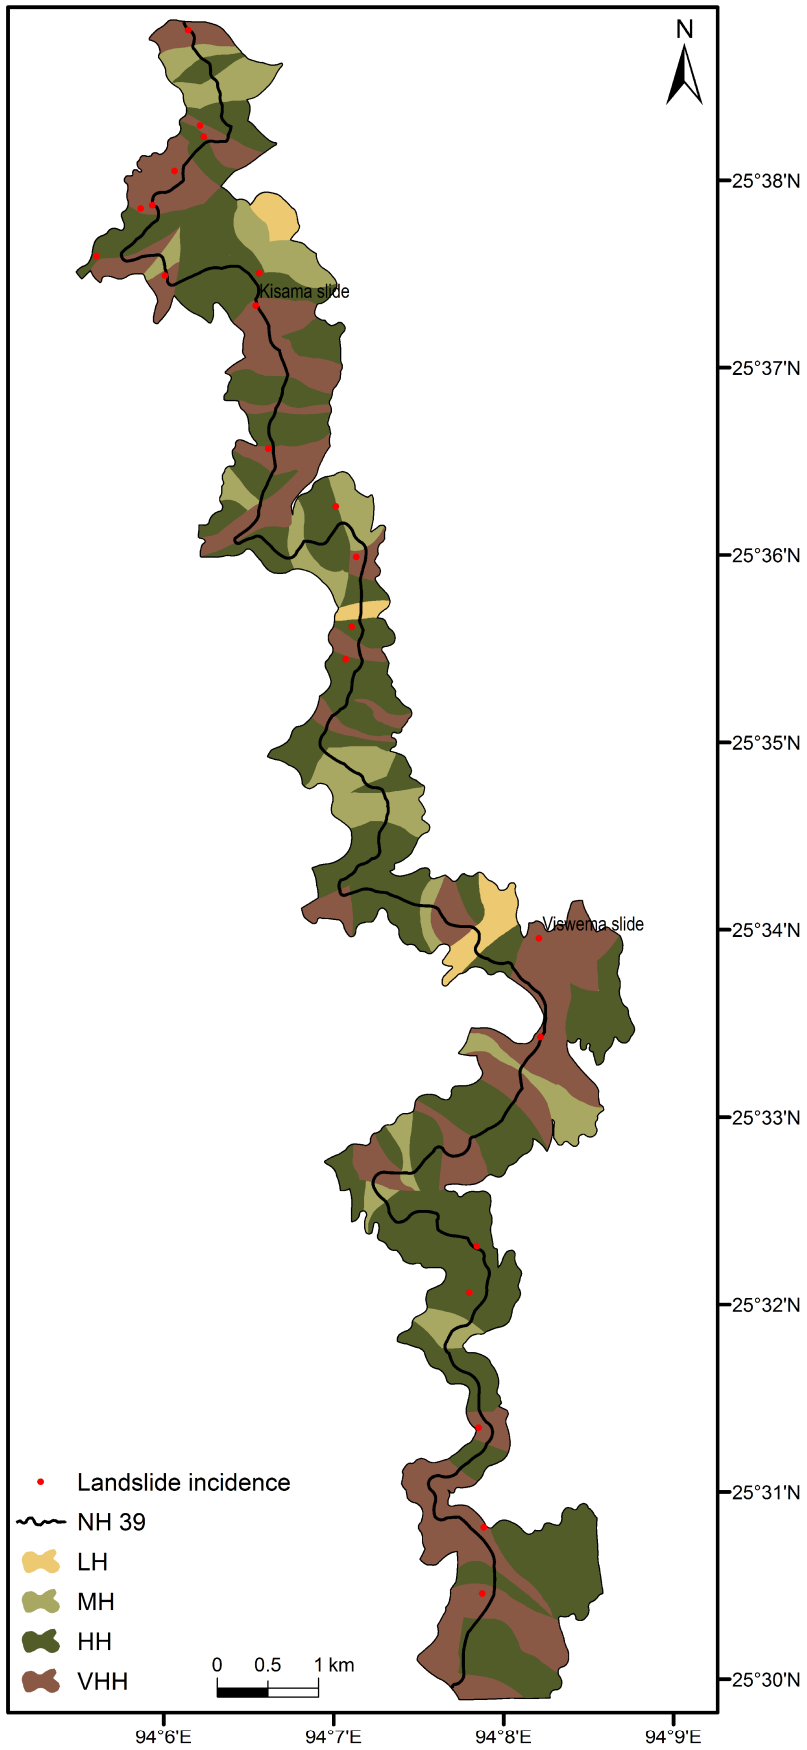 N
25°38'N
Kisama slide
25°37'N
25°36'N
25°35'N
Viswema slide
25°34'N
25°33'N
25°32'N
25°31'N
25°30'N
Landslide incidence
NH 39
LH
MH
HH
VHH
0 0.5 1 km
94°6'E 94°7'E 94°8'E 94°9'E